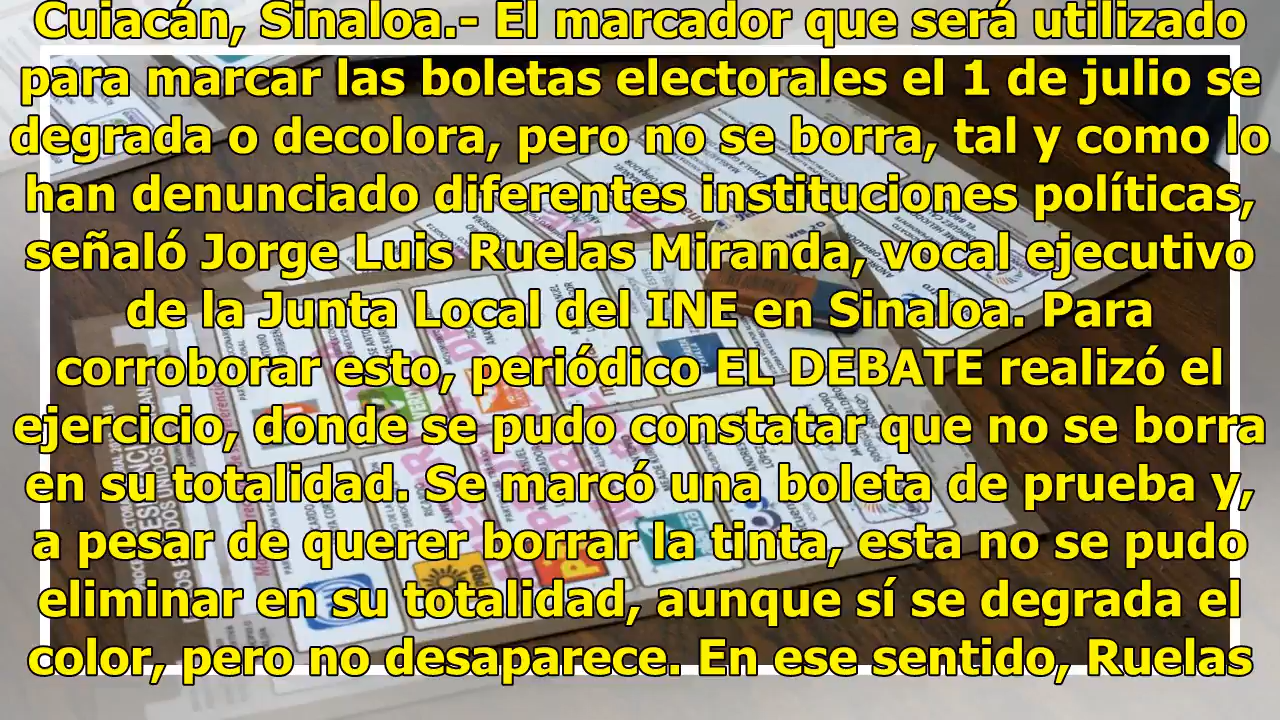 Cuiacán, Sinaloa.- El marcador que será utilizado
para marcar las boletas electorales el 1 de julio se
degrada o decolora, pero no se borra, tal y como lo
han denunciado diferentes instituciones políticas,
señaló Jorge Luis Ruelas Miranda, vocal ejecutivo
de la Junta Local del INE en Sinaloa. Para
corroborar esto, periódico EL DEBATE realizó el
ejercicio, donde se pudo constatar que no se borra
en su totalidad. Se marcó una boleta de prueba y,
a pesar de querer borrar la tinta, esta no se pudo
eliminar en su totalidad, aunque sí se degrada el
color, pero no desaparece. En ese sentido, Ruelas